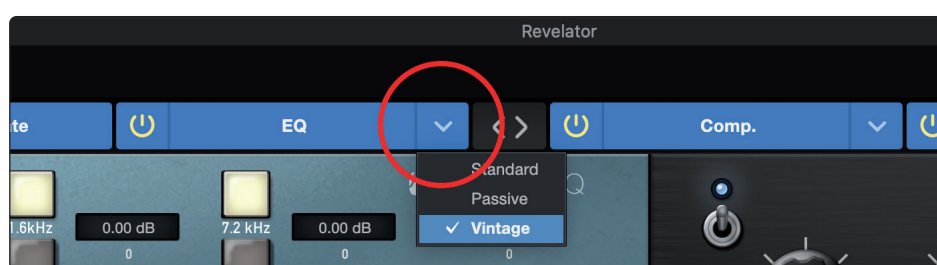 Revelator
te
EQ
Comp.
Standard
Q
Passive
Vintage
1.6kHz
0.00 dB
7.2 kHz
0.00 dB
0
0
0